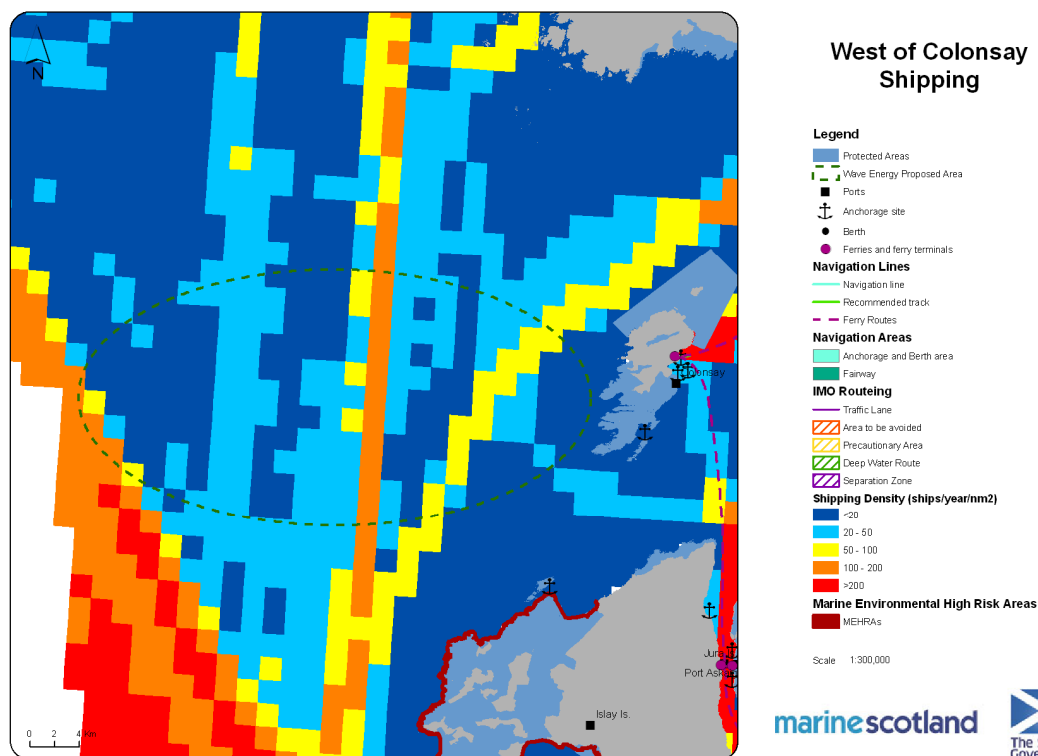 West of Colonsay
Shipping
N
Legend
Protected Areas
Wave Energy Proposed Area
Ports
Anchorage site
Berth
Ferries and ferry terminals
Navigation Lines
Navigation line
Recommended track
Ferry Routes
Navigation Areas
Anchorage and Berth area
Fairway
IMO Routeing
Traffic Lane
Area to be avoided
Precautionary Area
Deep Water Route
Separation Zone
Shipping Density (ships/year/nm2)
<20
20 - 50
50 - 100
100 - 200
>200
Marine Environmental High Risk Areas
MEHRAs
Scale 1:300,000
Colonsay
Jura
Port Ask
Islay Is.
0 2 4 Km
marinescotland
The
Gove